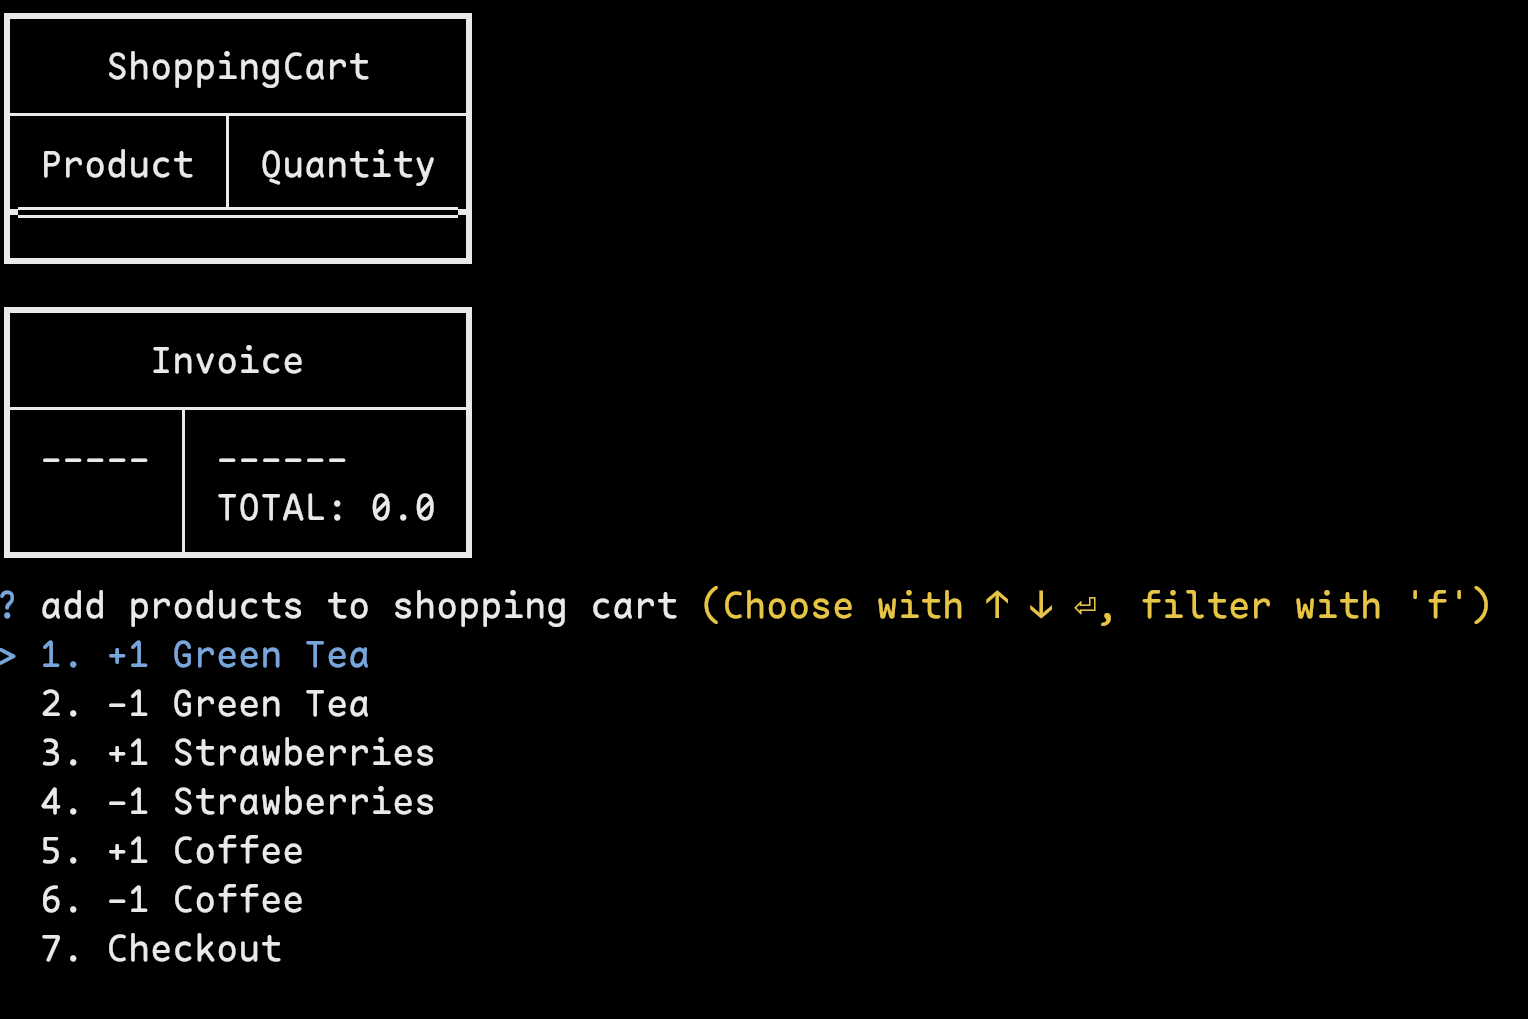 ShoppingCart
Product Quantity
Invoice
----- ------
TOTAL: 0.0
? add products to shopping cart (Choose with ↑ ↓ ⏎, filter with 'f')
> 1. +1 Green Tea
2. -1 Green Tea
3. +1 Strawberries
4. -1 Strawberries
5. +1 Coffee
6. -1 Coffee
7. Checkout